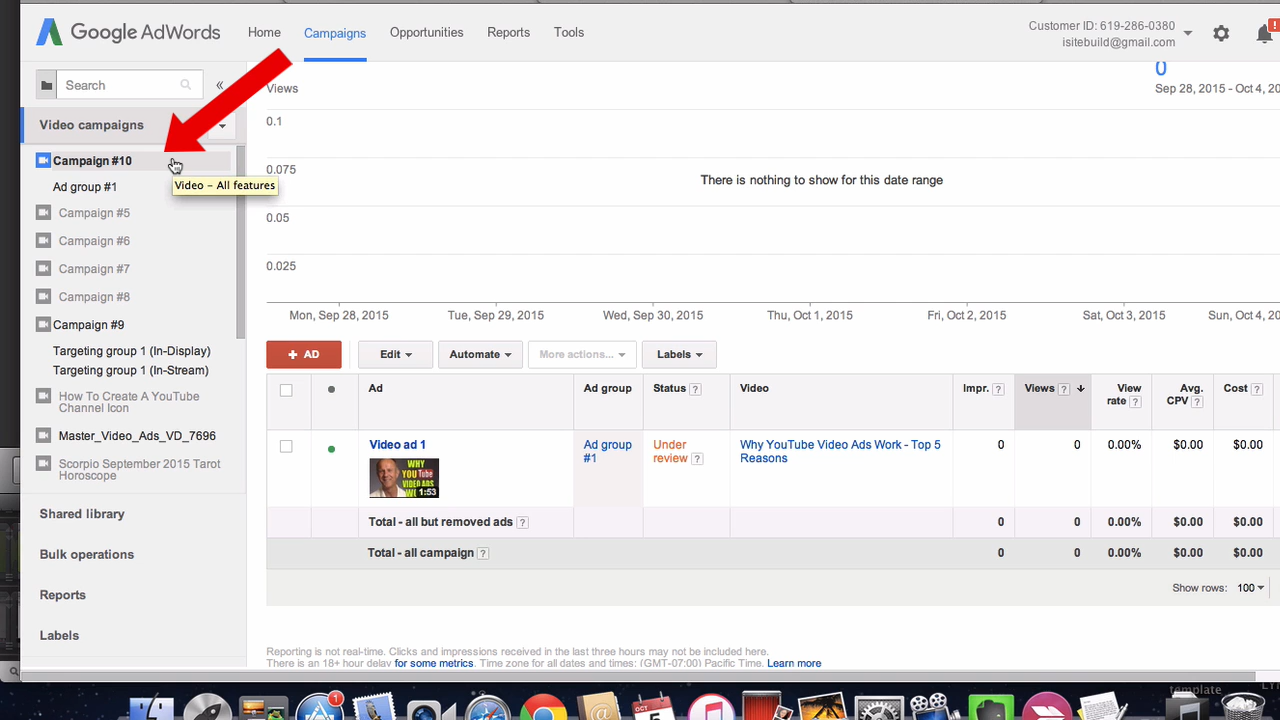 Google AdWords
Home
Campaigns
Opportunities
Reports
Tools
Customer ID: 619-286-0380
isitebuild@gmail.com
!
Search
«
Views
0
Sep 28, 2015 - Oct 4, 20
Video campaigns
Campaign #10
Video – All features
Ad group #1
Campaign #5
Campaign #6
Campaign #7
Campaign #8
Campaign #9
Targeting group 1 (In-Display)
Targeting group 1 (In-Stream)
How To Create A YouTube
Channel Icon
Master_Video_Ads_VD_7696
Scorpio September 2015 Tarot
Horoscope
Shared library
Bulk operations
Reports
Labels
0.1
0.075
There is nothing to show for this date range
0.05
0.025
Mon, Sep 28, 2015
Tue, Sep 29, 2015
Wed, Sep 30, 2015
Thu, Oct 1, 2015
Fri, Oct 2, 2015
Sat, Oct 3, 2015
Sun, Oct 4, 20
+ AD
Edit
Automate
More actions...
Labels
Ad
Ad group
Status ?
Video
Impr. ?
Views ?
View
rate ?
Avg.
CPV ?
Cost ?
Video ad 1
WHY
YOU Tube
VIDEO ADS
1:53
Ad group
#1
Under
review ?
Why YouTube Video Ads Work - Top 5
Reasons
0
0
0.00%
$0.00
$0.00
Total - all but removed ads ?
0
0
0.00%
$0.00
$0.00
Total - all campaign ?
0
0
0.00%
$0.00
$0.00
Show rows: 100
Reporting is not real-time. Clicks and impressions received in the last three hours may not be included here.
There is an 18+ hour delay for some metrics. Time zone for all dates and times: (GMT-07:00) Pacific Time. Learn more
template
1
OCT